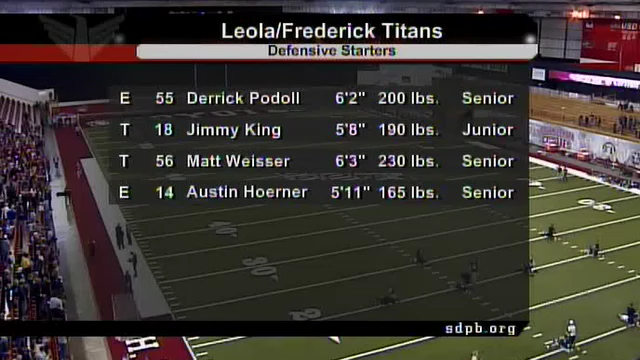 Leola/Frederick Titans
Defensive Starters
E 55 Derrick Podoll 6'2" 200 lbs. Senior
T 18 Jimmy King 5'8" 190 lbs. Junior
T 56 Matt Weisser 6'3" 230 lbs. Senior
E 14 Austin Hoerner 5'11" 165 lbs. Senior
sdpb.org